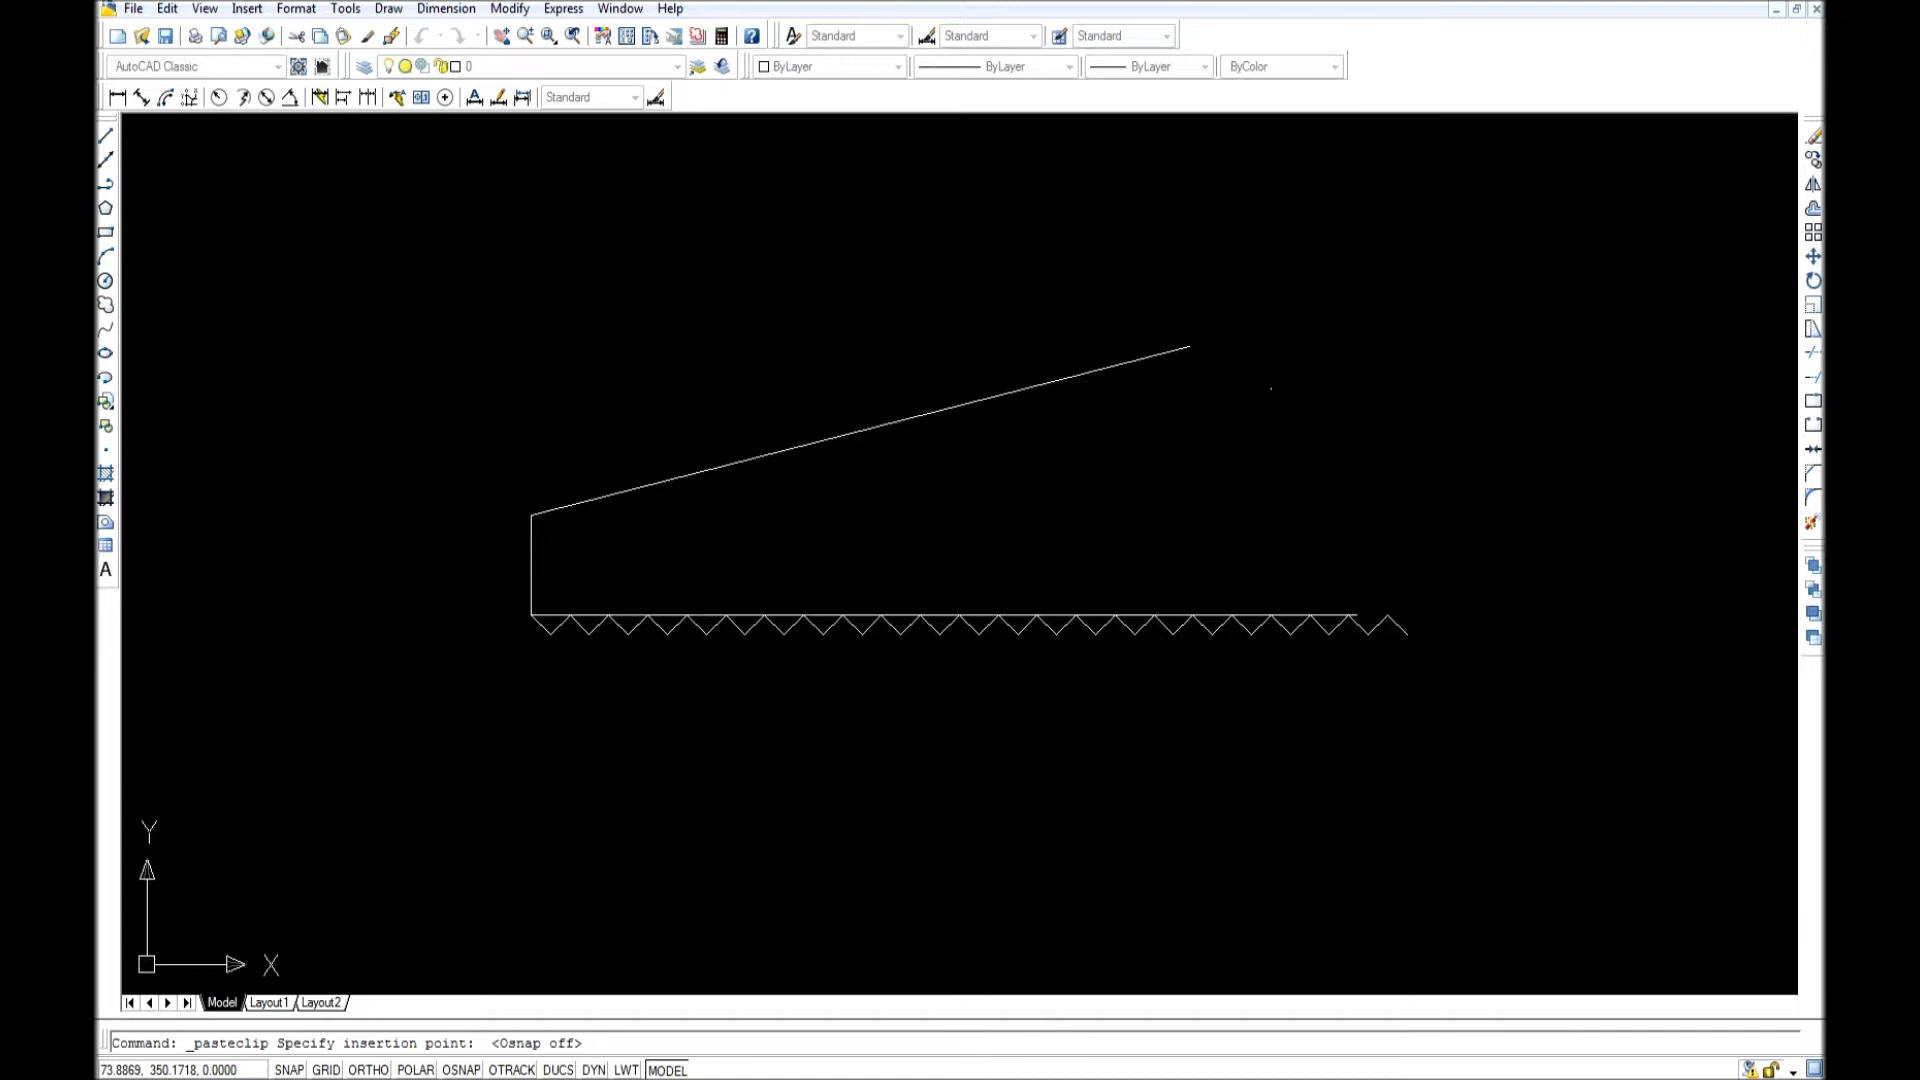 File Edit View Insert Format Tools Draw Dimension Modify Express Window Help
Standard Standard Standard
AutoCAD Classic 0 ByLayer ByLayer ByLayer ByColor
Standard
A
Y
X
Model Layout1 Layout2
Command: _pasteclip Specify insertion point: <Osnap off>
73.8869, 350.1718, 0.0000 SNAP GRID ORTHO POLAR OSNAP OTRACK DUCS DYN LWT MODEL